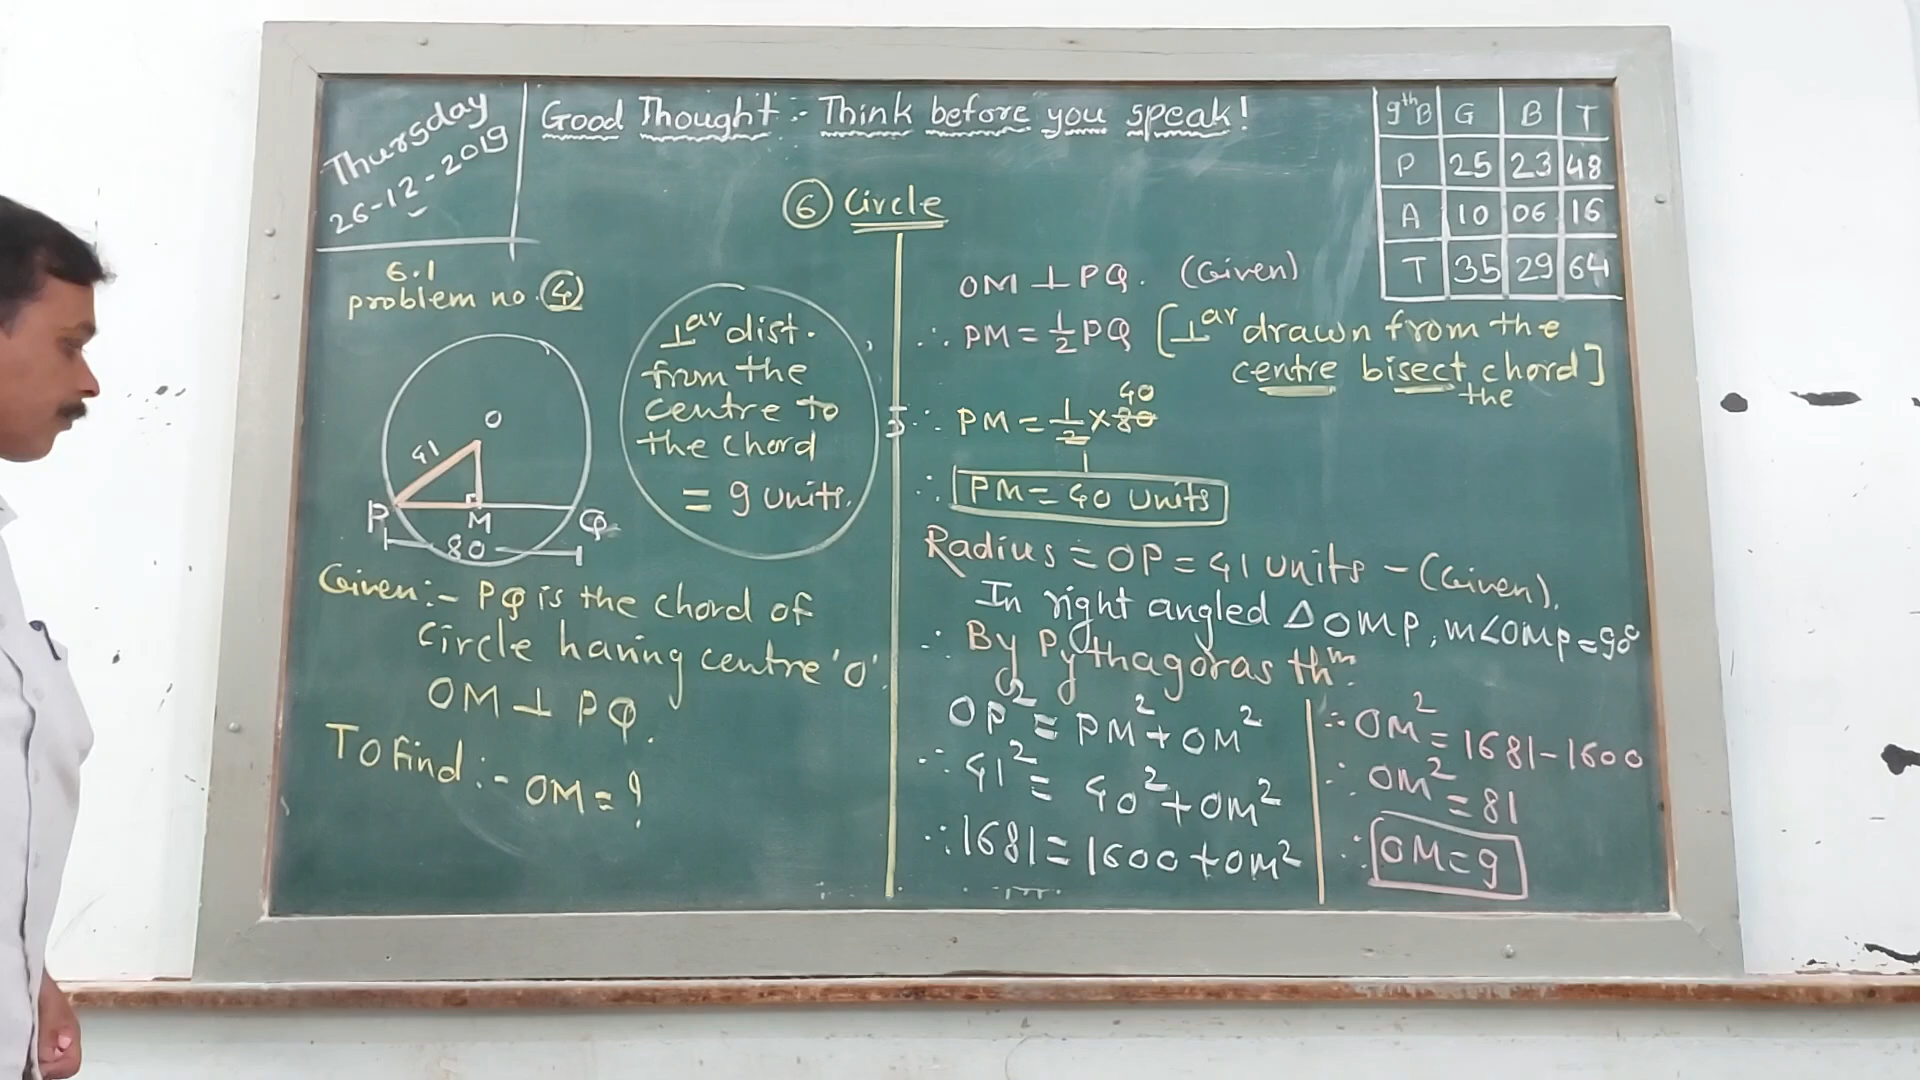 Thursday
26-12-2019
Good Thought :- Think before you speak!
9th B G B T
P 25 23 48
A 10 06 16
T 35 29 64
⑥ Circle
6.1
problem no. ④
O
41
P M Q
80
⊥ar dist.
from the
centre to
the chord
= 9 units.
Given:- PQ is the chord of
circle having centre 'O'.
OM ⊥ PQ.
To Find :- OM = ?
OM ⊥ PQ. (Given)
∴ PM = 1/2 PQ [⊥ar drawn from the
centre bisect chord]
the
40
∴ PM = 1/2 × 80
1
∴ PM = 40 units
Radius = OP = 41 units - (Given).
In right angled △OMP, m∠OMP = 90°
∴ By Pythagoras thm.
OP² = PM² + OM²
∴ 41² = 40² + OM²
∴ 1681 = 1600 + OM²
∴ OM² = 1681 - 1600
∴ OM² = 81
∴ OM = 9